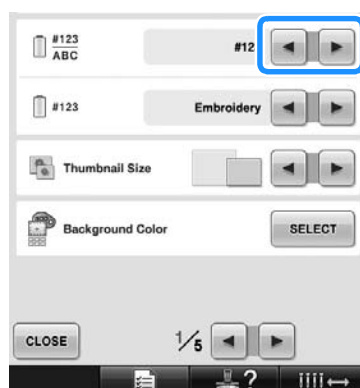 #123
ABC
#12
#123
Embroidery
Thumbnail Size
Background Color
SELECT
CLOSE
1/5
?